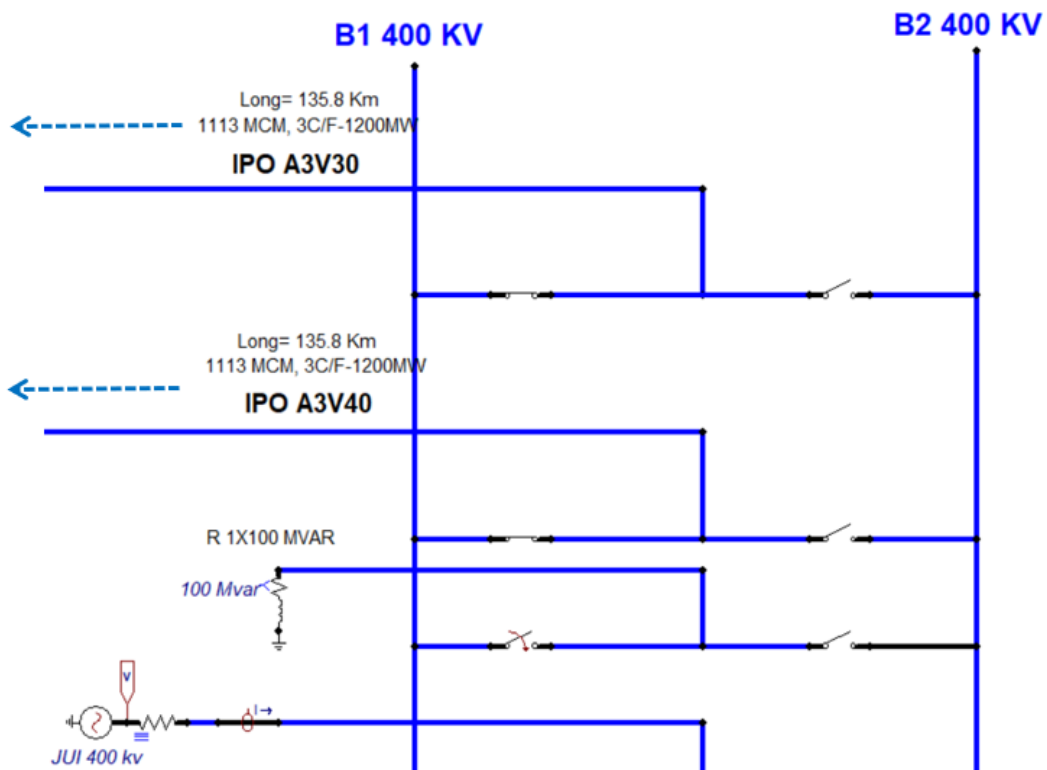 B1 400 KV
B2 400 KV
Long= 135.8 Km
1113 MCM, 3C/F-1200MW
IPO A3V30
Long= 135.8 Km
1113 MCM, 3C/F-1200MW
IPO A3V40
R 1X100 MVAR
100 Mvar
V
I
JUI 400 kv